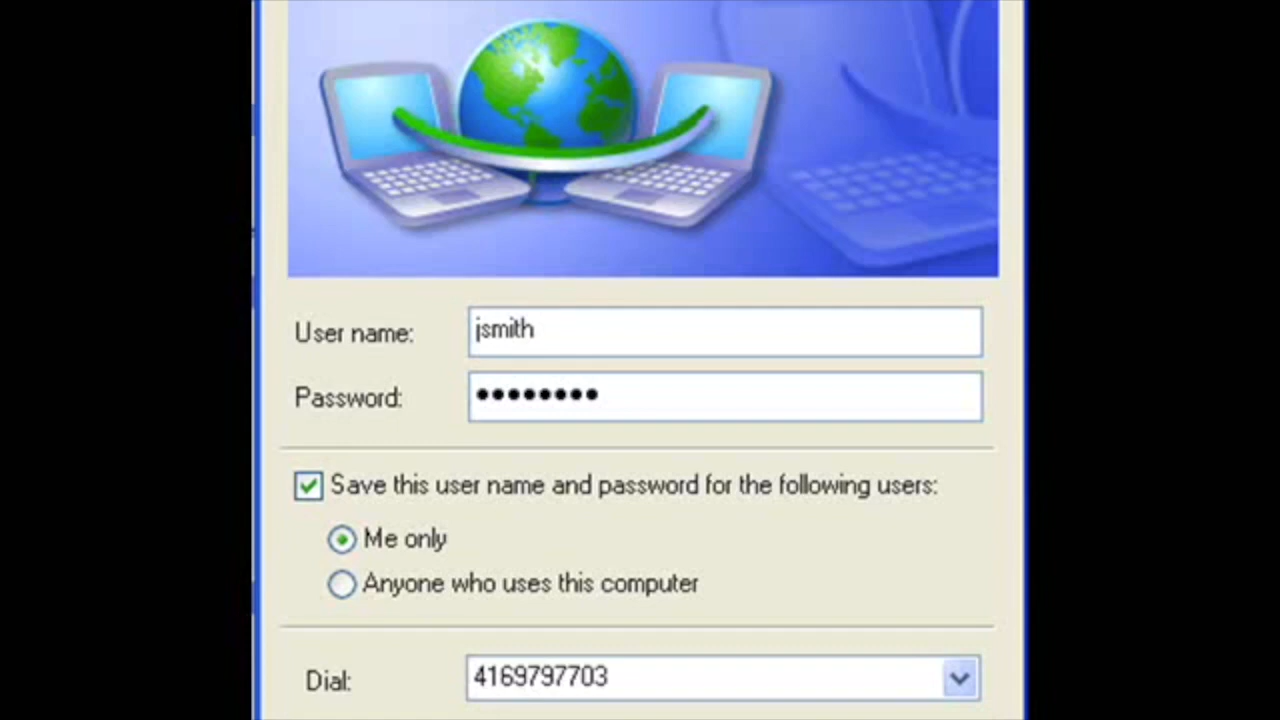 User name: jsmith
Password: ••••••••
Save this user name and password for the following users:
Me only
Anyone who uses this computer
Dial: 4169797703